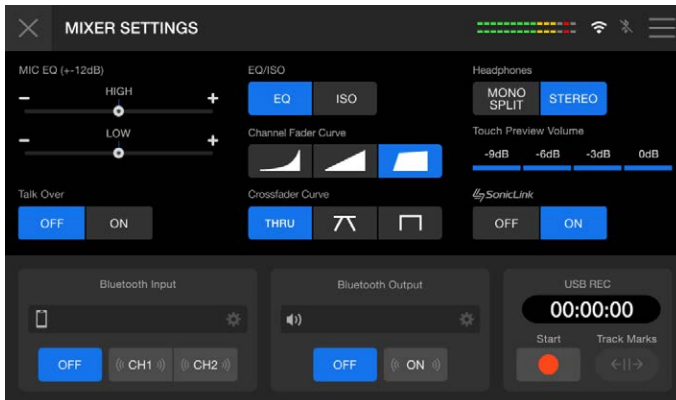 MIXER SETTINGS
MIC EQ (+-12dB)
HIGH
- +
LOW
- +
Talk Over
OFF ON
EQ/ISO
EQ ISO
Channel Fader Curve
Crossfader Curve
THRU
Headphones
MONO SPLIT STEREO
Touch Preview Volume
-9dB -6dB -3dB 0dB
SonicLink
OFF ON
Bluetooth Input
OFF CH1 CH2
Bluetooth Output
OFF ON
USB REC
00:00:00
Start Track Marks